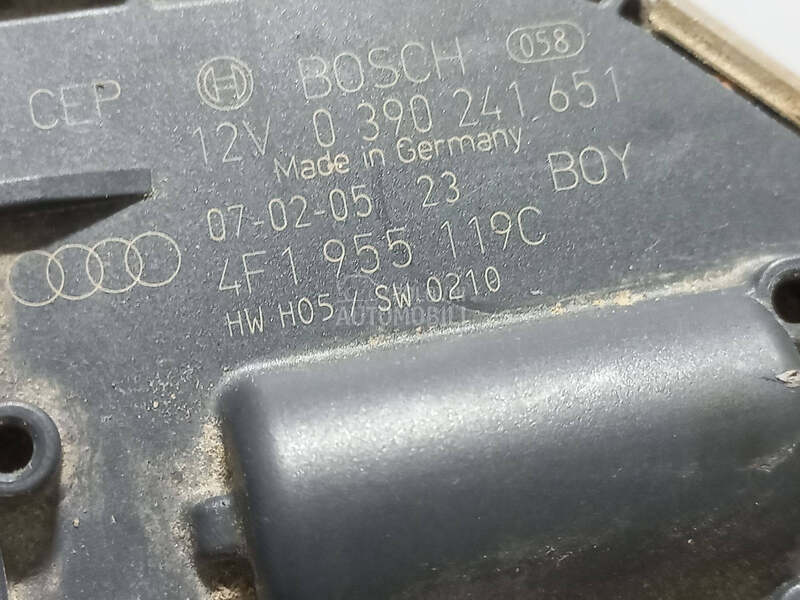 CEP BOSCH 058
12V 0 390 241 651
Made in Germany
BOY
07-02-05 23
4F1 955 119C
HW H05 / SW 0210
AUTOMOBILI